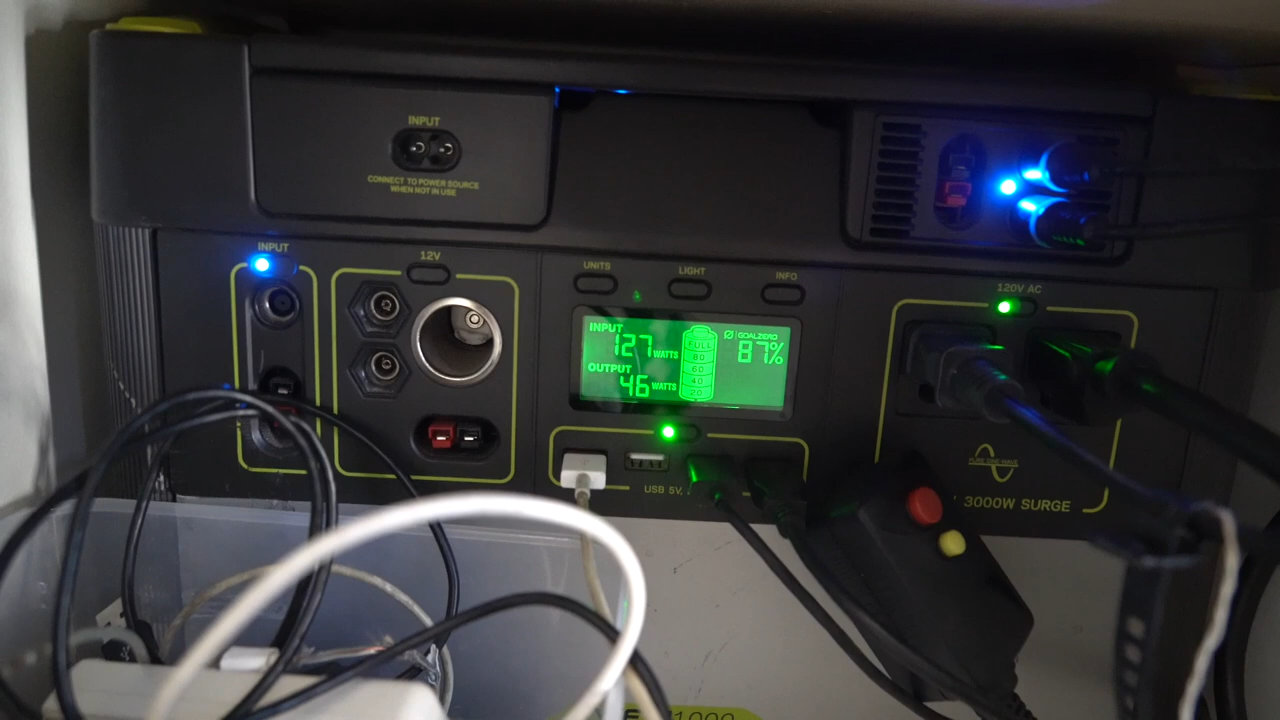 INPUT
CONNECT TO POWER SOURCE
WHEN NOT IN USE
INPUT
12V
UNITS
LIGHT
INFO
120V AC
INPUT
127 WATTS
OUTPUT
46 WATTS
FULL
80
60
40
20
GOALZERO
87%
USB 5V,
PURE SINE WAVE
3000W SURGE
1000